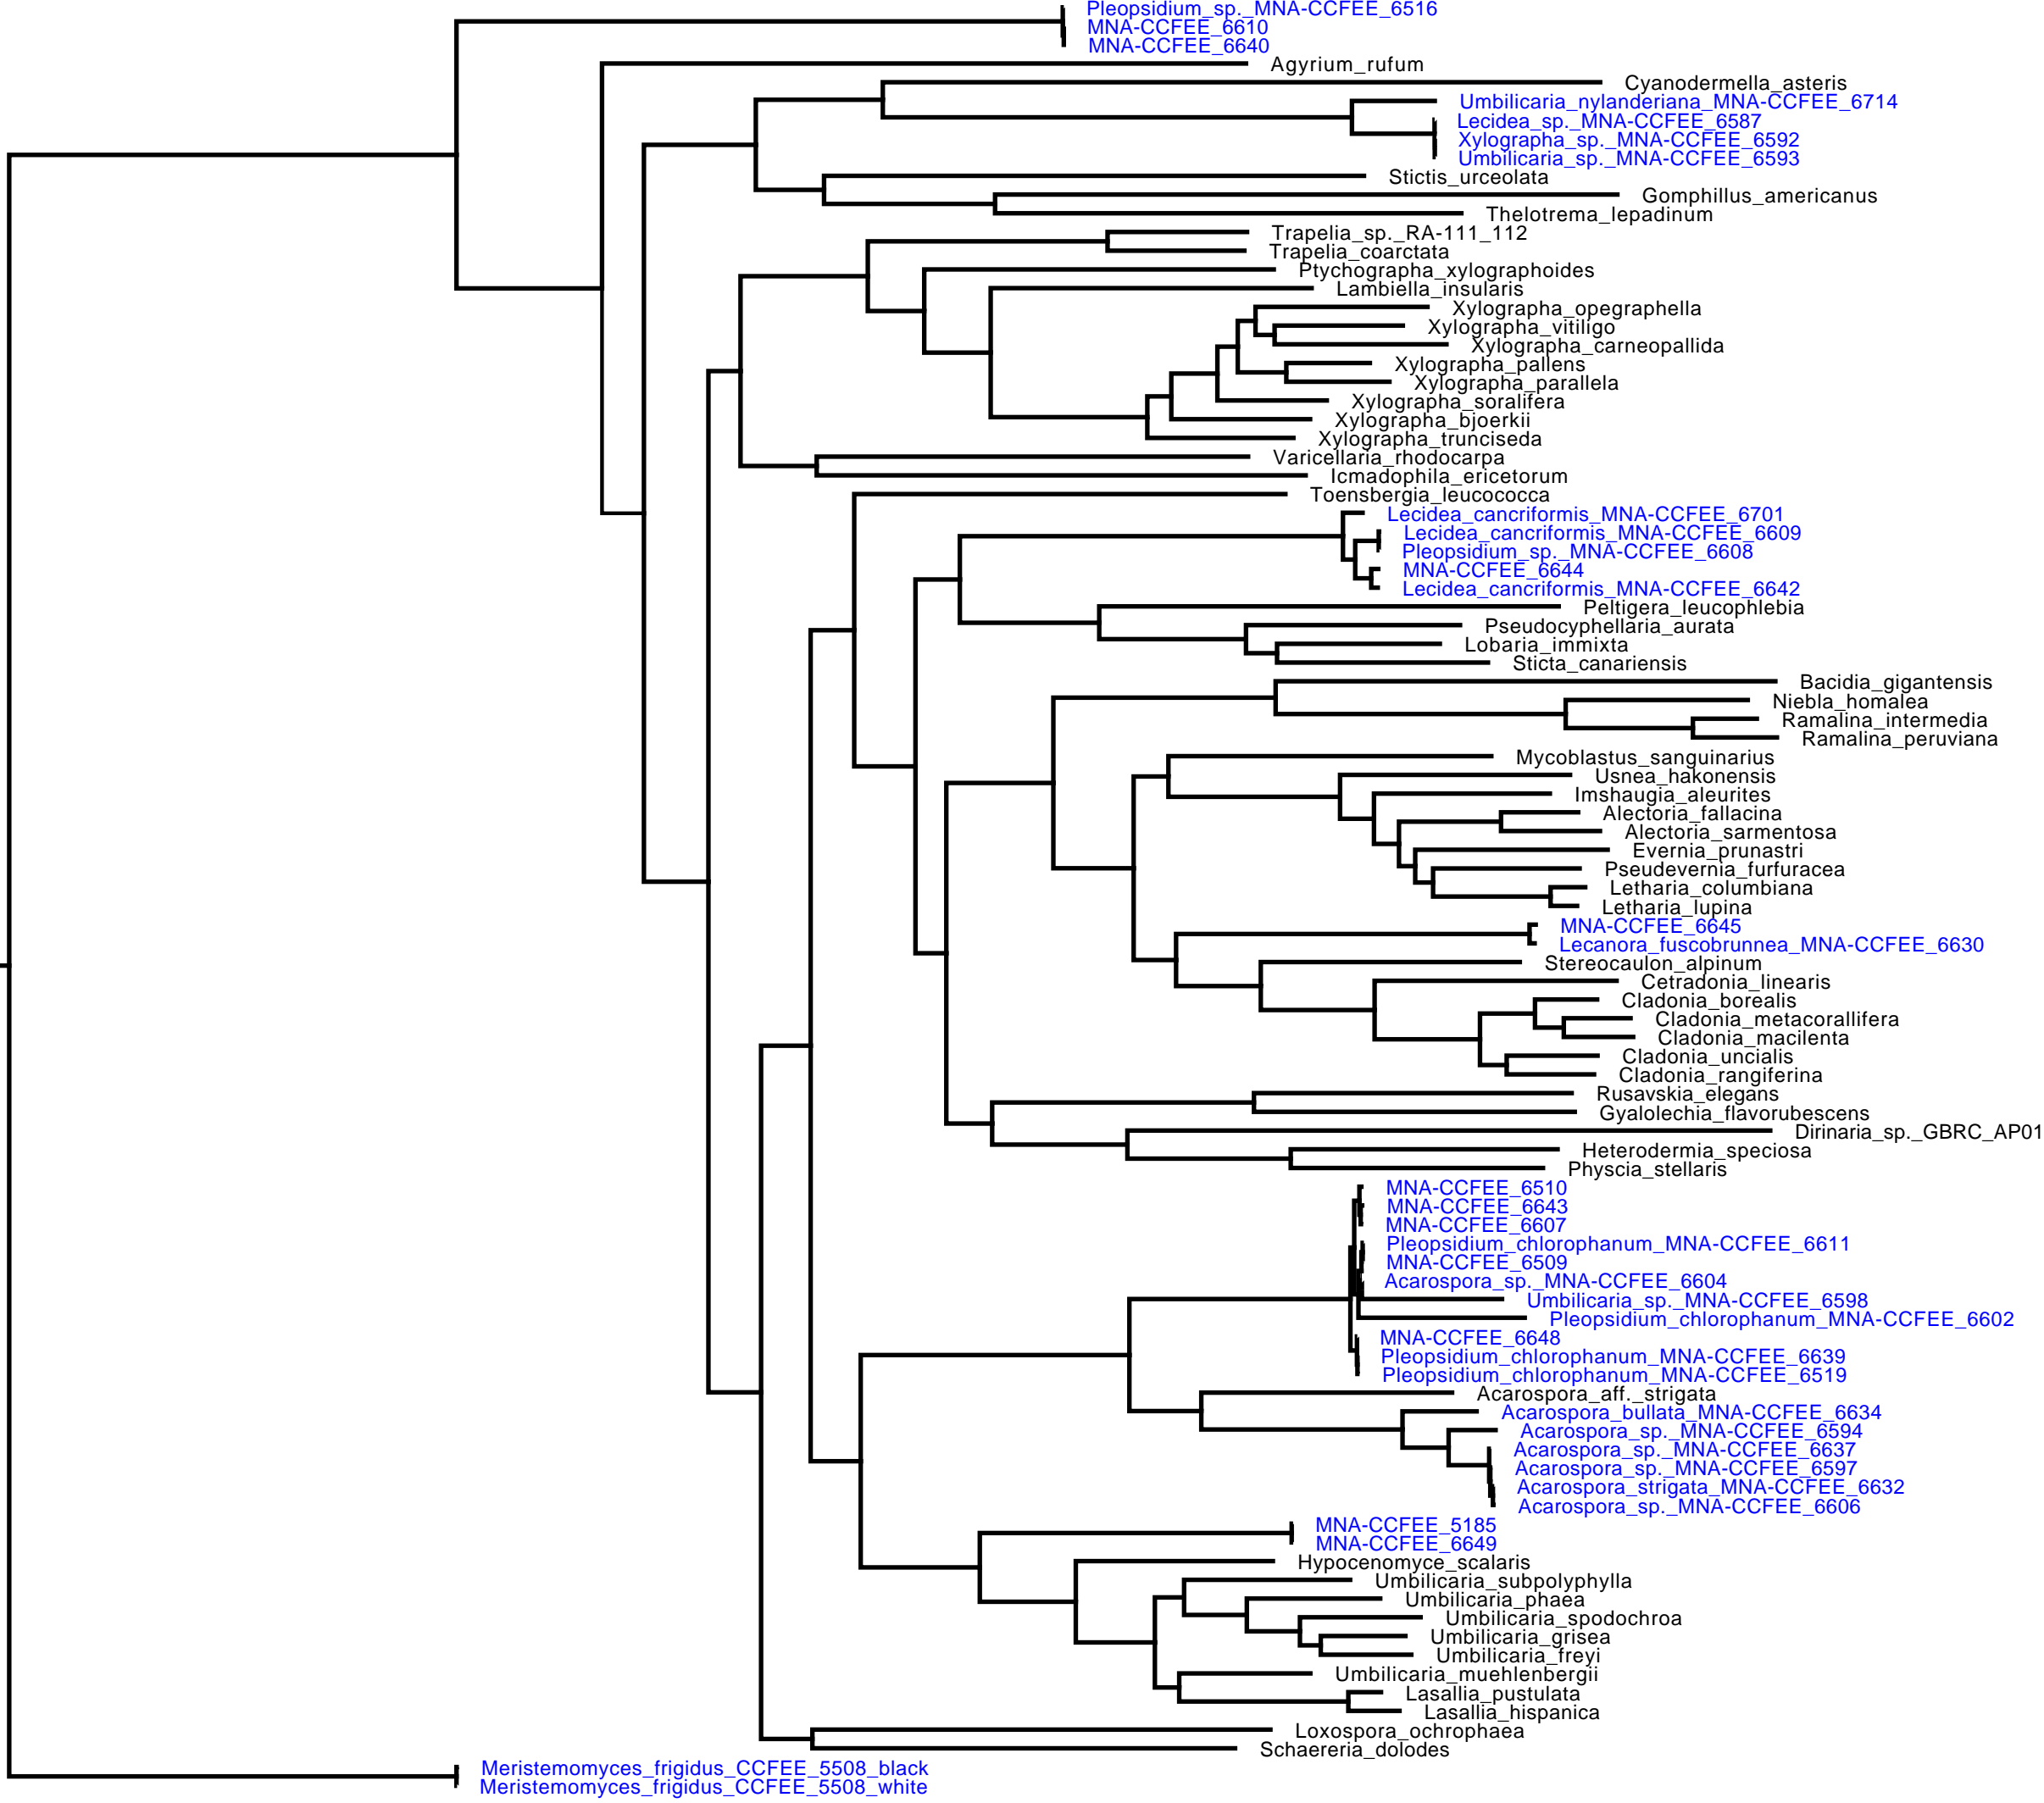 Pleopsidium_sp._MNA-CCFEE_6516
MNA-CCFEE_6610
MNA-CCFEE_6640
Agyrium_rufum
Cyanodermella_asteris
Umbilicaria_nylanderiana_MNA-CCFEE_6714
Lecidea_sp._MNA-CCFEE_6587
Xylographa_sp._MNA-CCFEE_6592
Umbilicaria_sp._MNA-CCFEE_6593
Stictis_urceolata
Gomphillus_americanus
Thelotrema_lepadinum
Trapelia_sp._RA-111_112
Trapelia_coarctata
Ptychographa_xylographoides
Lambiella_insularis
Xylographa_opegraphella
Xylographa_vitiligo
Xylographa_carneopallida
Xylographa_pallens
Xylographa_parallela
Xylographa_soralifera
Xylographa_bjoerkii
Xylographa_trunciseda
Varicellaria_rhodocarpa
Icmadophila_ericetorum
Toensbergia_leucococca
Lecidea_cancriformis_MNA-CCFEE_6701
Lecidea_cancriformis_MNA-CCFEE_6609
Pleopsidium_sp._MNA-CCFEE_6608
MNA-CCFEE_6644
Lecidea_cancriformis_MNA-CCFEE_6642
Peltigera_leucophlebia
Pseudocyphellaria_aurata
Lobaria_immixta
Sticta_canariensis
Bacidia_gigantensis
Niebla_homalea
Ramalina_intermedia
Ramalina_peruviana
Mycoblastus_sanguinarius
Usnea_hakonensis
Imshaugia_aleurites
Alectoria_fallacina
Alectoria_sarmentosa
Evernia_prunastri
Pseudevernia_furfuracea
Letharia_columbiana
Letharia_lupina
MNA-CCFEE_6645
Lecanora_fuscobrunnea_MNA-CCFEE_6630
Stereocaulon_alpinum
Cetradonia_linearis
Cladonia_borealis
Cladonia_metacorallifera
Cladonia_macilenta
Cladonia_uncialis
Cladonia_rangiferina
Rusavskia_elegans
Gyalolechia_flavorubescens
Dirinaria_sp._GBRC_AP01
Heterodermia_speciosa
Physcia_stellaris
MNA-CCFEE_6510
MNA-CCFEE_6643
MNA-CCFEE_6607
Pleopsidium_chlorophanum_MNA-CCFEE_6611
MNA-CCFEE_6509
Acarospora_sp._MNA-CCFEE_6604
Umbilicaria_sp._MNA-CCFEE_6598
Pleopsidium_chlorophanum_MNA-CCFEE_6602
MNA-CCFEE_6648
Pleopsidium_chlorophanum_MNA-CCFEE_6639
Pleopsidium_chlorophanum_MNA-CCFEE_6519
Acarospora_aff._strigata
Acarospora_bullata_MNA-CCFEE_6634
Acarospora_sp._MNA-CCFEE_6594
Acarospora_sp._MNA-CCFEE_6637
Acarospora_sp._MNA-CCFEE_6597
Acarospora_strigata_MNA-CCFEE_6632
Acarospora_sp._MNA-CCFEE_6606
MNA-CCFEE_5185
MNA-CCFEE_6649
Hypocenomyce_scalaris
Umbilicaria_subpolyphylla
Umbilicaria_phaea
Umbilicaria_spodochroa
Umbilicaria_grisea
Umbilicaria_freyi
Umbilicaria_muehlenbergii
Lasallia_pustulata
Lasallia_hispanica
Loxospora_ochrophaea
Schaereria_dolodes
Meristemomyces_frigidus_CCFEE_5508_black
Meristemomyces_frigidus_CCFEE_5508_white